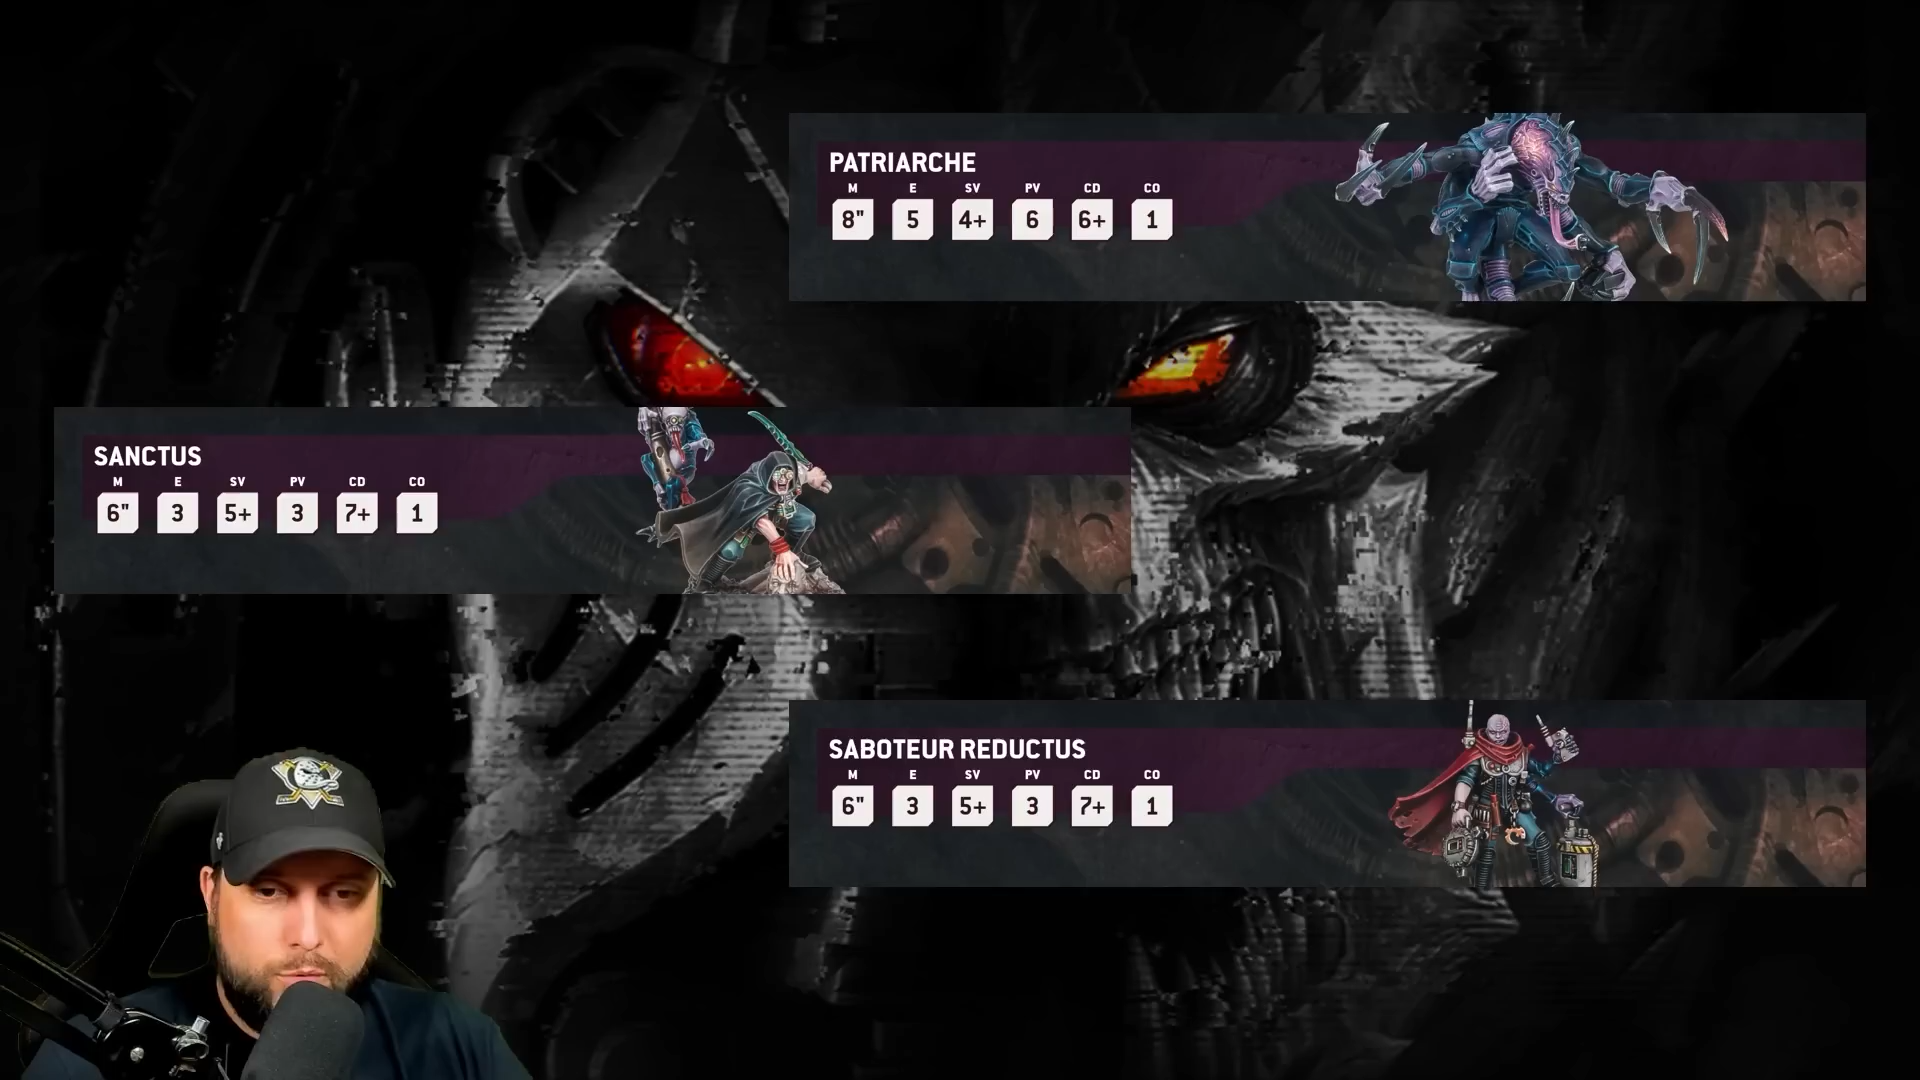 PATRIARCHE
M E SV PV CD CO
8" 5 4+ 6 6+ 1
SANCTUS
M E SV PV CD CO
6" 3 5+ 3 7+ 1
SABOTEUR REDUCTUS
M E SV PV CD CO
6" 3 5+ 3 7+ 1